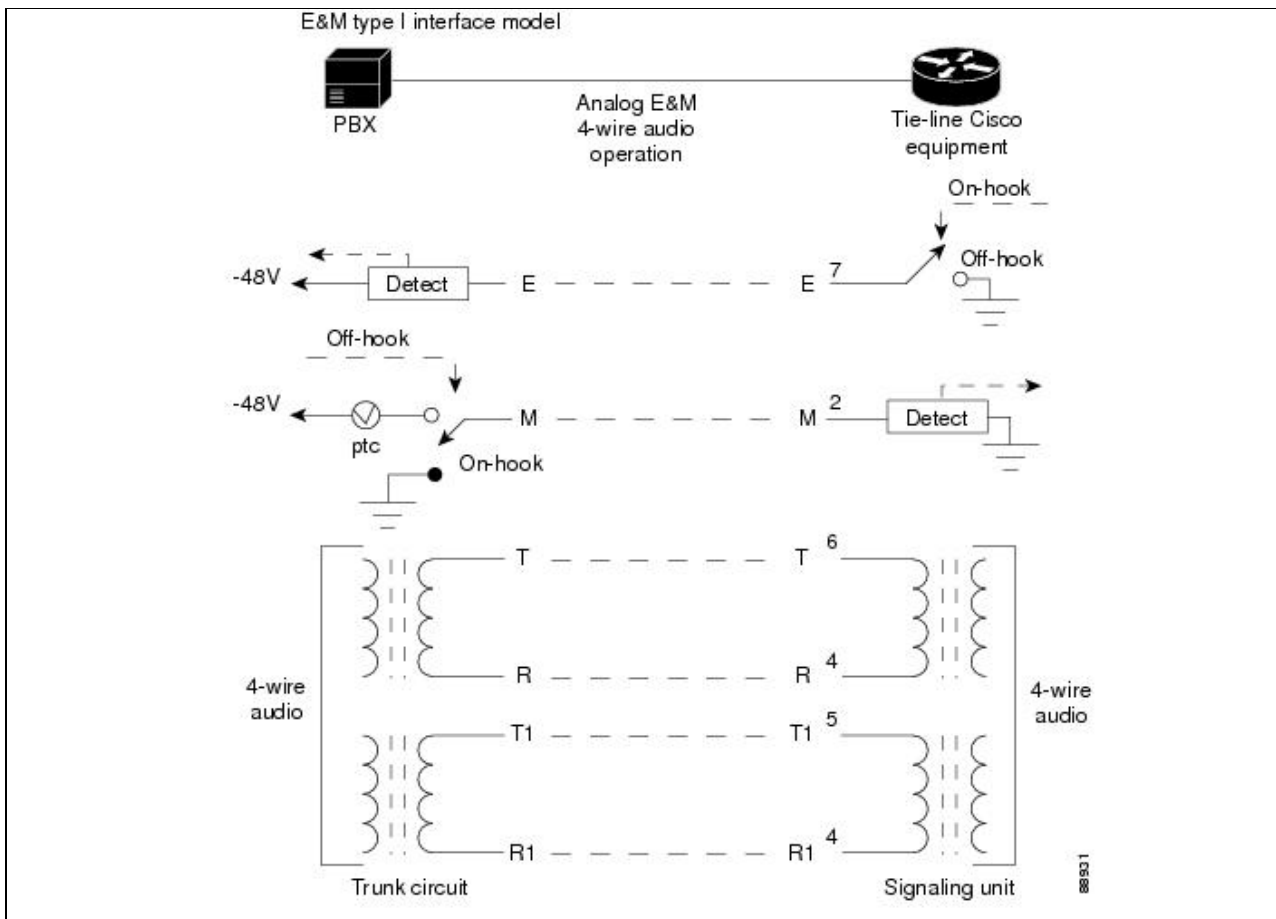 E&M type I interface model
PBX
Analog E&M
4-wire audio
operation
Tie-line Cisco
equipment
On-hook
-48V
Detect
E
E
7
Off-hook
Off-hook
-48V
ptc
M
M
2
Detect
On-hook
T
T
6
R
R
4
4-wire
audio
4-wire
audio
T1
T1
5
R1
R1
4
Trunk circuit
Signaling unit
88931